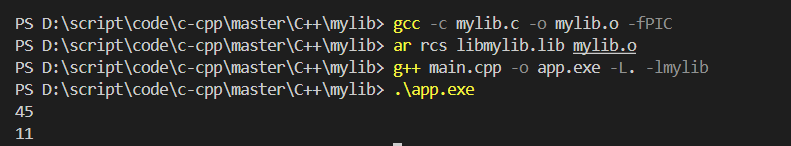 PS D:\script\code\c-cpp\master\C++\mylib> gcc -c mylib.c -o mylib.o -fPIC
PS D:\script\code\c-cpp\master\C++\mylib> ar rcs libmylib.lib mylib.o
PS D:\script\code\c-cpp\master\C++\mylib> g++ main.cpp -o app.exe -L. -lmylib
PS D:\script\code\c-cpp\master\C++\mylib> .\app.exe
45
11